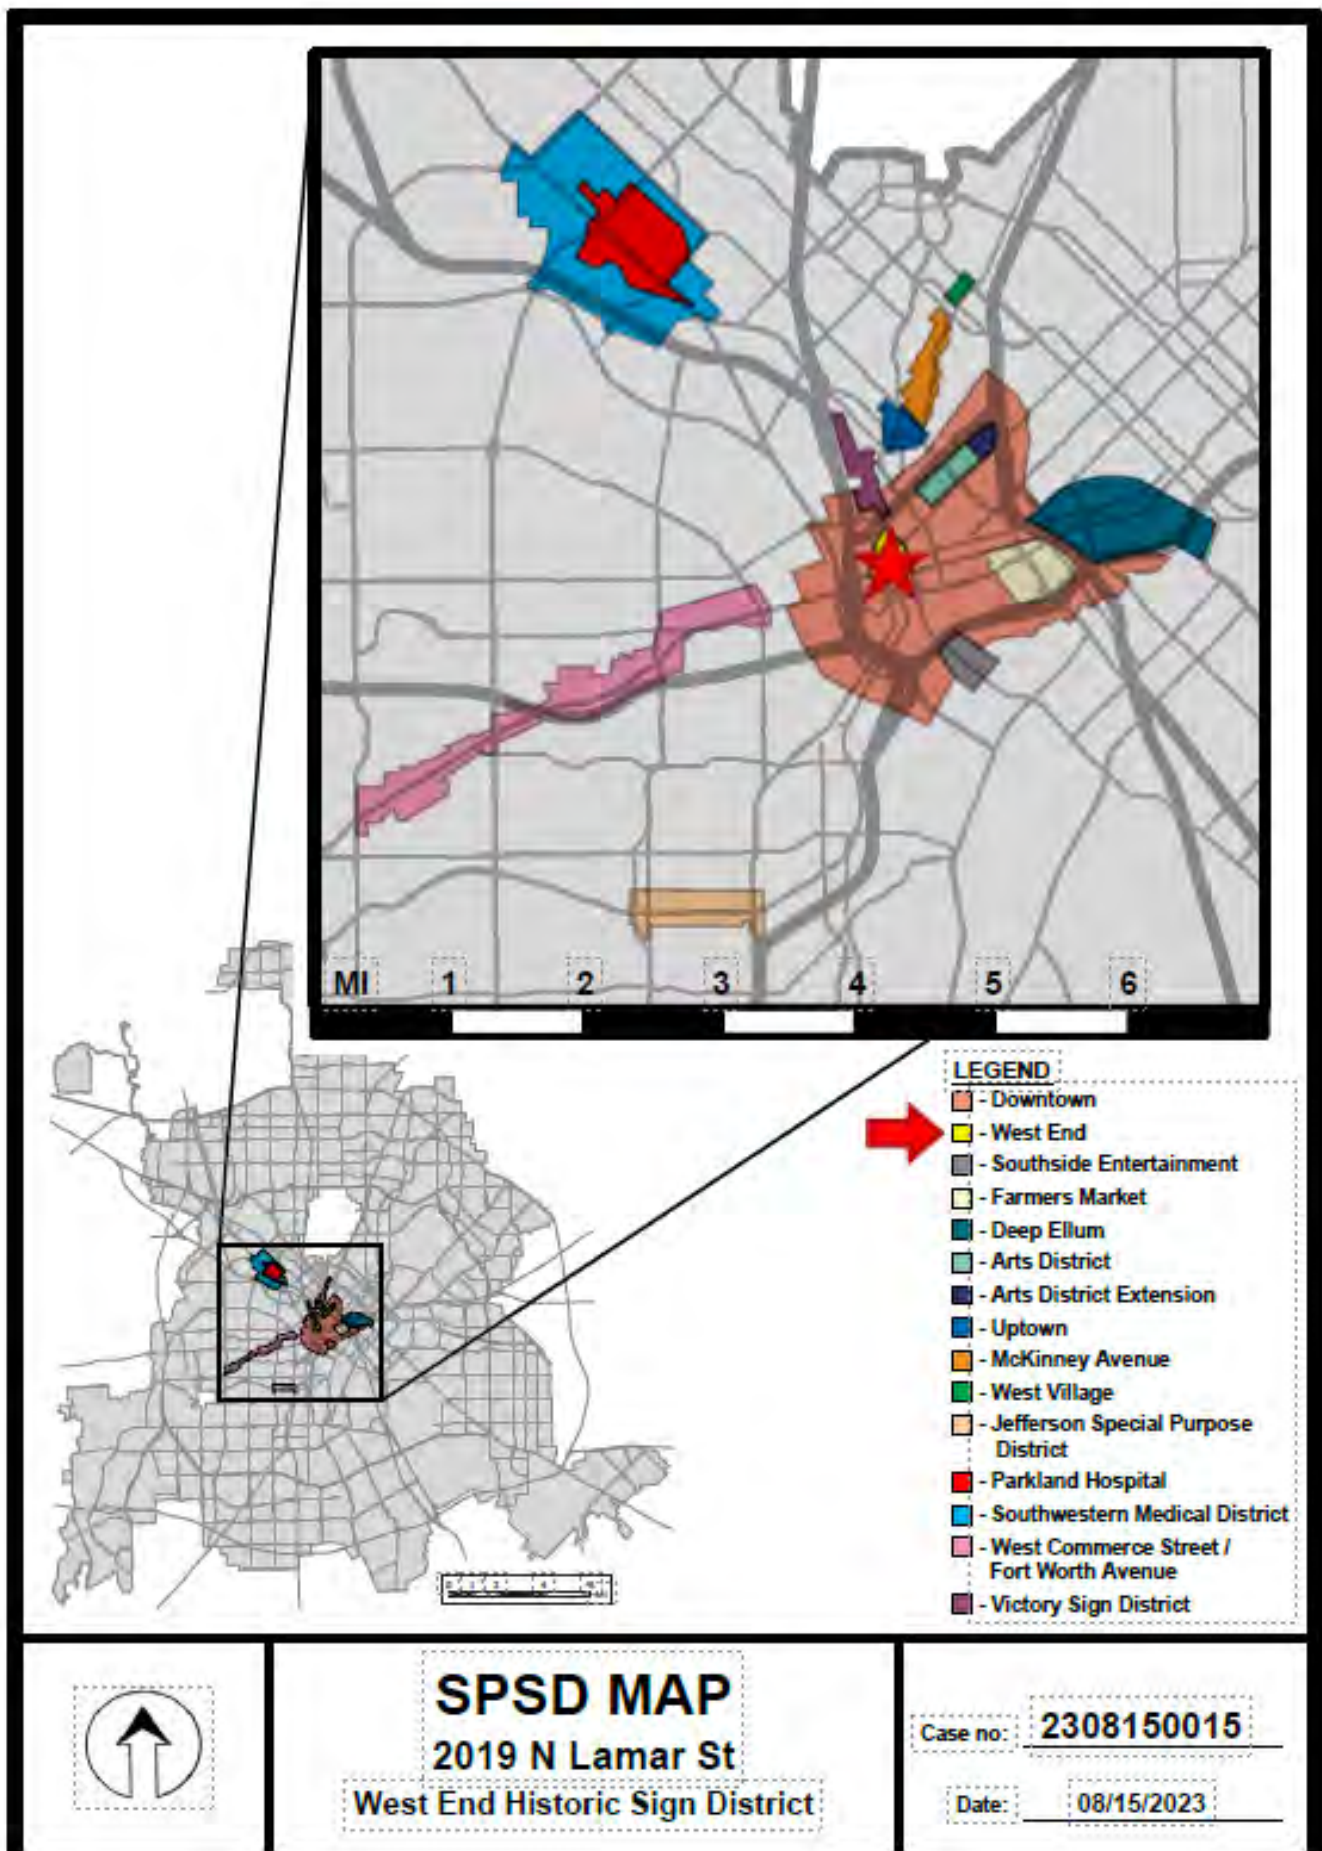 MI 1 2 3 4 5 6
LEGEND
- Downtown
- West End
- Southside Entertainment
- Farmers Market
- Deep Ellum
- Arts District
- Arts District Extension
- Uptown
- McKinney Avenue
- West Village
- Jefferson Special Purpose
District
- Parkland Hospital
- Southwestern Medical District
- West Commerce Street /
Fort Worth Avenue
- Victory Sign District
SPSD MAP
2019 N Lamar St
West End Historic Sign District
Case no: 2308150015
Date: 08/15/2023